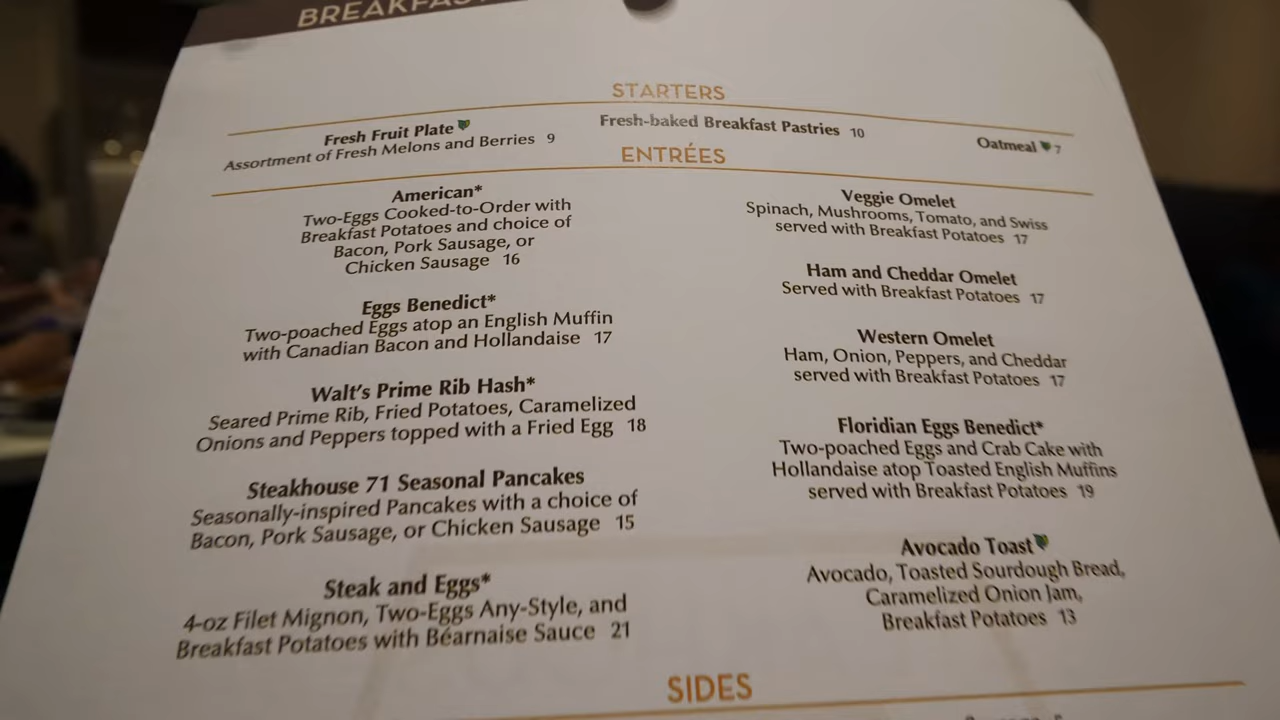 BREAKFAST
STARTERS
Fresh Fruit Plate
Assortment of Fresh Melons and Berries 9
Fresh-baked Breakfast Pastries 10
Oatmeal 7
ENTRÉES
American*
Two-Eggs Cooked-to-Order with
Breakfast Potatoes and choice of
Bacon, Pork Sausage, or
Chicken Sausage 16
Eggs Benedict*
Two-poached Eggs atop an English Muffin
with Canadian Bacon and Hollandaise 17
Walt's Prime Rib Hash*
Seared Prime Rib, Fried Potatoes, Caramelized
Onions and Peppers topped with a Fried Egg 18
Steakhouse 71 Seasonal Pancakes
Seasonally-inspired Pancakes with a choice of
Bacon, Pork Sausage, or Chicken Sausage 15
Steak and Eggs*
4-oz Filet Mignon, Two-Eggs Any-Style, and
Breakfast Potatoes with Béarnaise Sauce 21
Veggie Omelet
Spinach, Mushrooms, Tomato, and Swiss
served with Breakfast Potatoes 17
Ham and Cheddar Omelet
Served with Breakfast Potatoes 17
Western Omelet
Ham, Onion, Peppers, and Cheddar
served with Breakfast Potatoes 17
Floridian Eggs Benedict*
Two-poached Eggs and Crab Cake with
Hollandaise atop Toasted English Muffins
served with Breakfast Potatoes 19
Avocado Toast
Avocado, Toasted Sourdough Bread,
Caramelized Onion Jam,
Breakfast Potatoes 13
SIDES